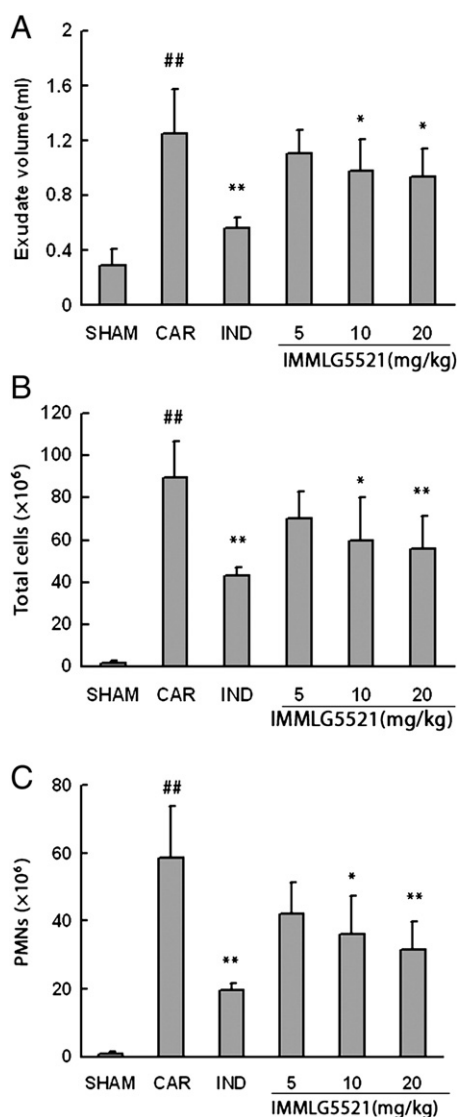 A
Exudate volume(ml)
2
1.6
1.2
0.8
0.4
0
##
**
*
*
SHAM CAR IND 5 10 20
IMMLG5521(mg/kg)
B
Total cells (×10⁶)
120
100
80
60
40
20
0
##
**
*
**
SHAM CAR IND 5 10 20
IMMLG5521(mg/kg)
C
PMNs (×10⁶)
80
60
40
20
0
##
**
*
**
SHAM CAR IND 5 10 20
IMMLG5521(mg/kg)